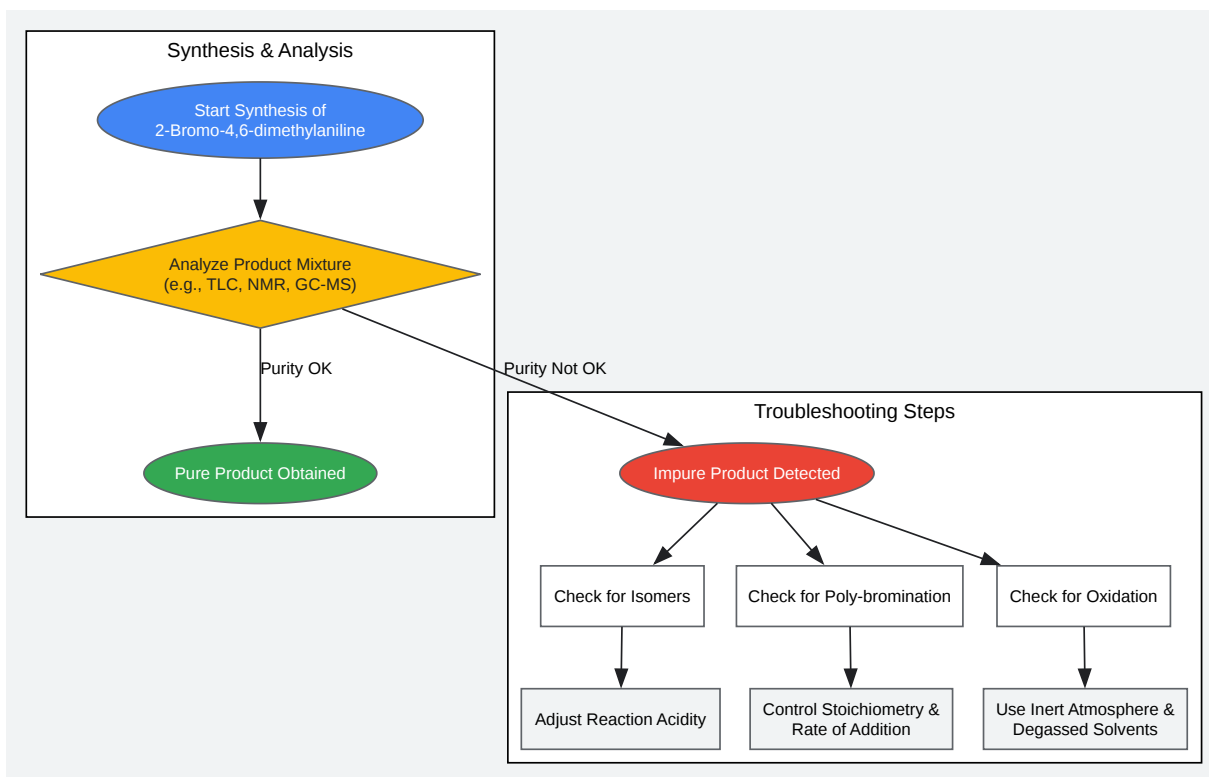 Synthesis & Analysis
Start Synthesis of
2-Bromo-4,6-dimethylaniline
Analyze Product Mixture
(e.g., TLC, NMR, GC-MS)
Purity OK
Purity Not OK
Pure Product Obtained
Troubleshooting Steps
Impure Product Detected
Check for Isomers
Check for Poly-bromination
Check for Oxidation
Adjust Reaction Acidity
Control Stoichiometry &
Rate of Addition
Use Inert Atmosphere &
Degassed Solvents